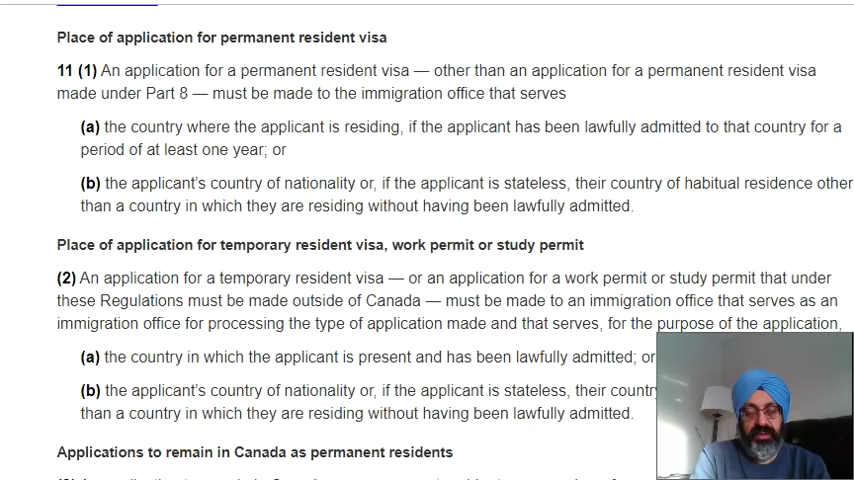 Place of application for permanent resident visa
11 (1) An application for a permanent resident visa — other than an application for a permanent resident visa
made under Part 8 — must be made to the immigration office that serves
(a) the country where the applicant is residing, if the applicant has been lawfully admitted to that country for a
period of at least one year; or
(b) the applicant's country of nationality or, if the applicant is stateless, their country of habitual residence other
than a country in which they are residing without having been lawfully admitted.
Place of application for temporary resident visa, work permit or study permit
(2) An application for a temporary resident visa — or an application for a work permit or study permit that under
these Regulations must be made outside of Canada — must be made to an immigration office that serves as an
immigration office for processing the type of application made and that serves, for the purpose of the application,
(a) the country in which the applicant is present and has been lawfully admitted; or
(b) the applicant's country of nationality or, if the applicant is stateless, their
than a country in which they are residing without having been lawfully admitted.
Applications to remain in Canada as permanent residents